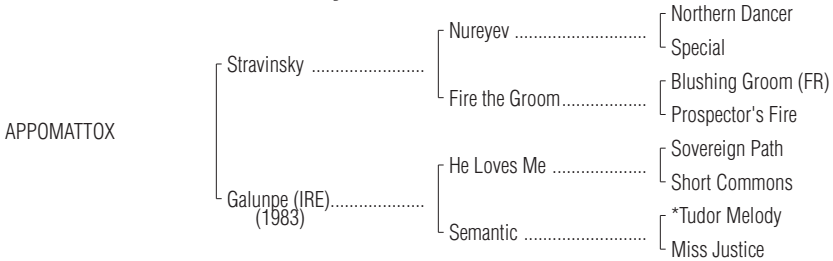 Northern Dancer
Nureyev ..........................
Special
Stravinsky .......................
Blushing Groom (FR)
Fire the Groom.................
Prospector's Fire
APPOMATTOX
Sovereign Path
He Loves Me ...................
Short Commons
Galunpe (IRE)...................
(1983)
*Tudor Melody
Semantic .........................
Miss Justice